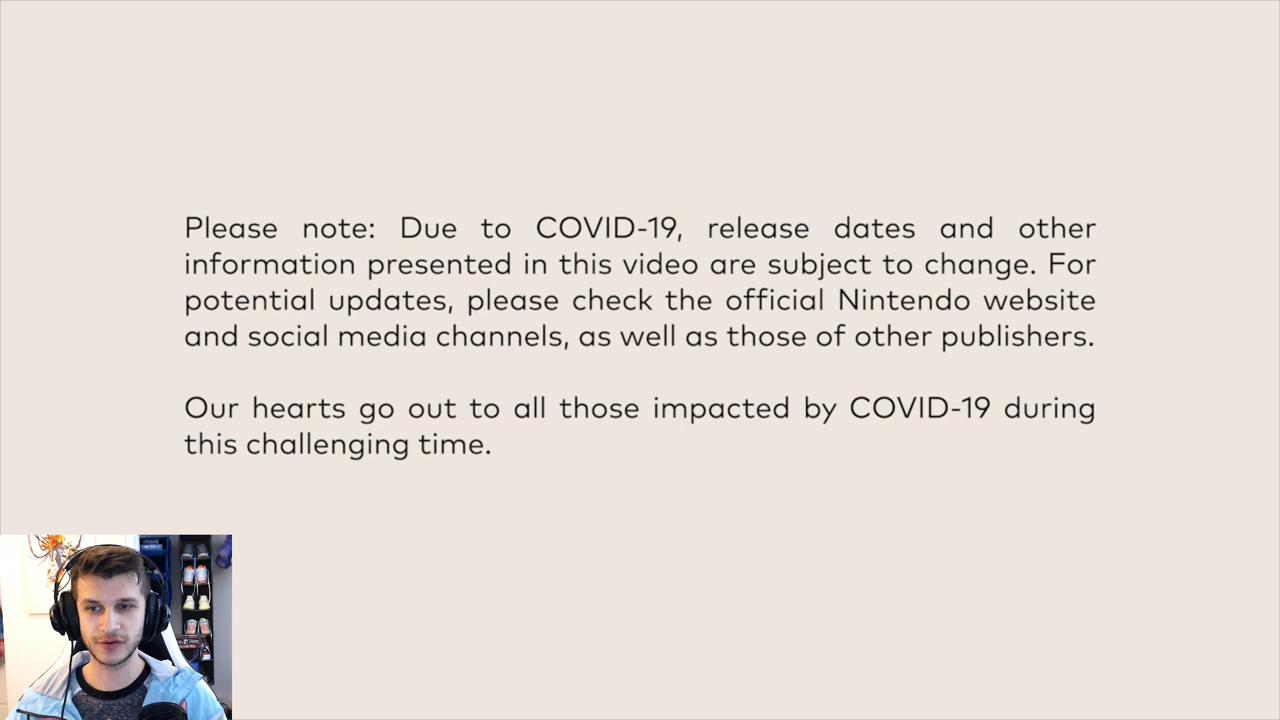 Please note: Due to COVID-19, release dates and other
information presented in this video are subject to change. For
potential updates, please check the official Nintendo website
and social media channels, as well as those of other publishers.
Our hearts go out to all those impacted by COVID-19 during
this challenging time.